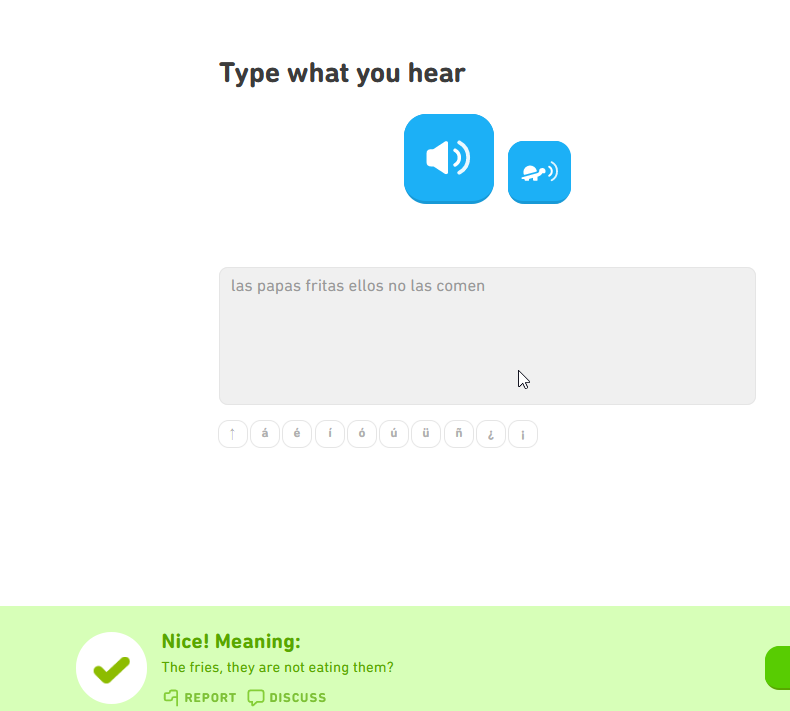 Type what you hear
las papas fritas ellos no las comen
↑ á é í ó ú ü ñ ¿ ¡
Nice! Meaning:
The fries, they are not eating them?
REPORT DISCUSS